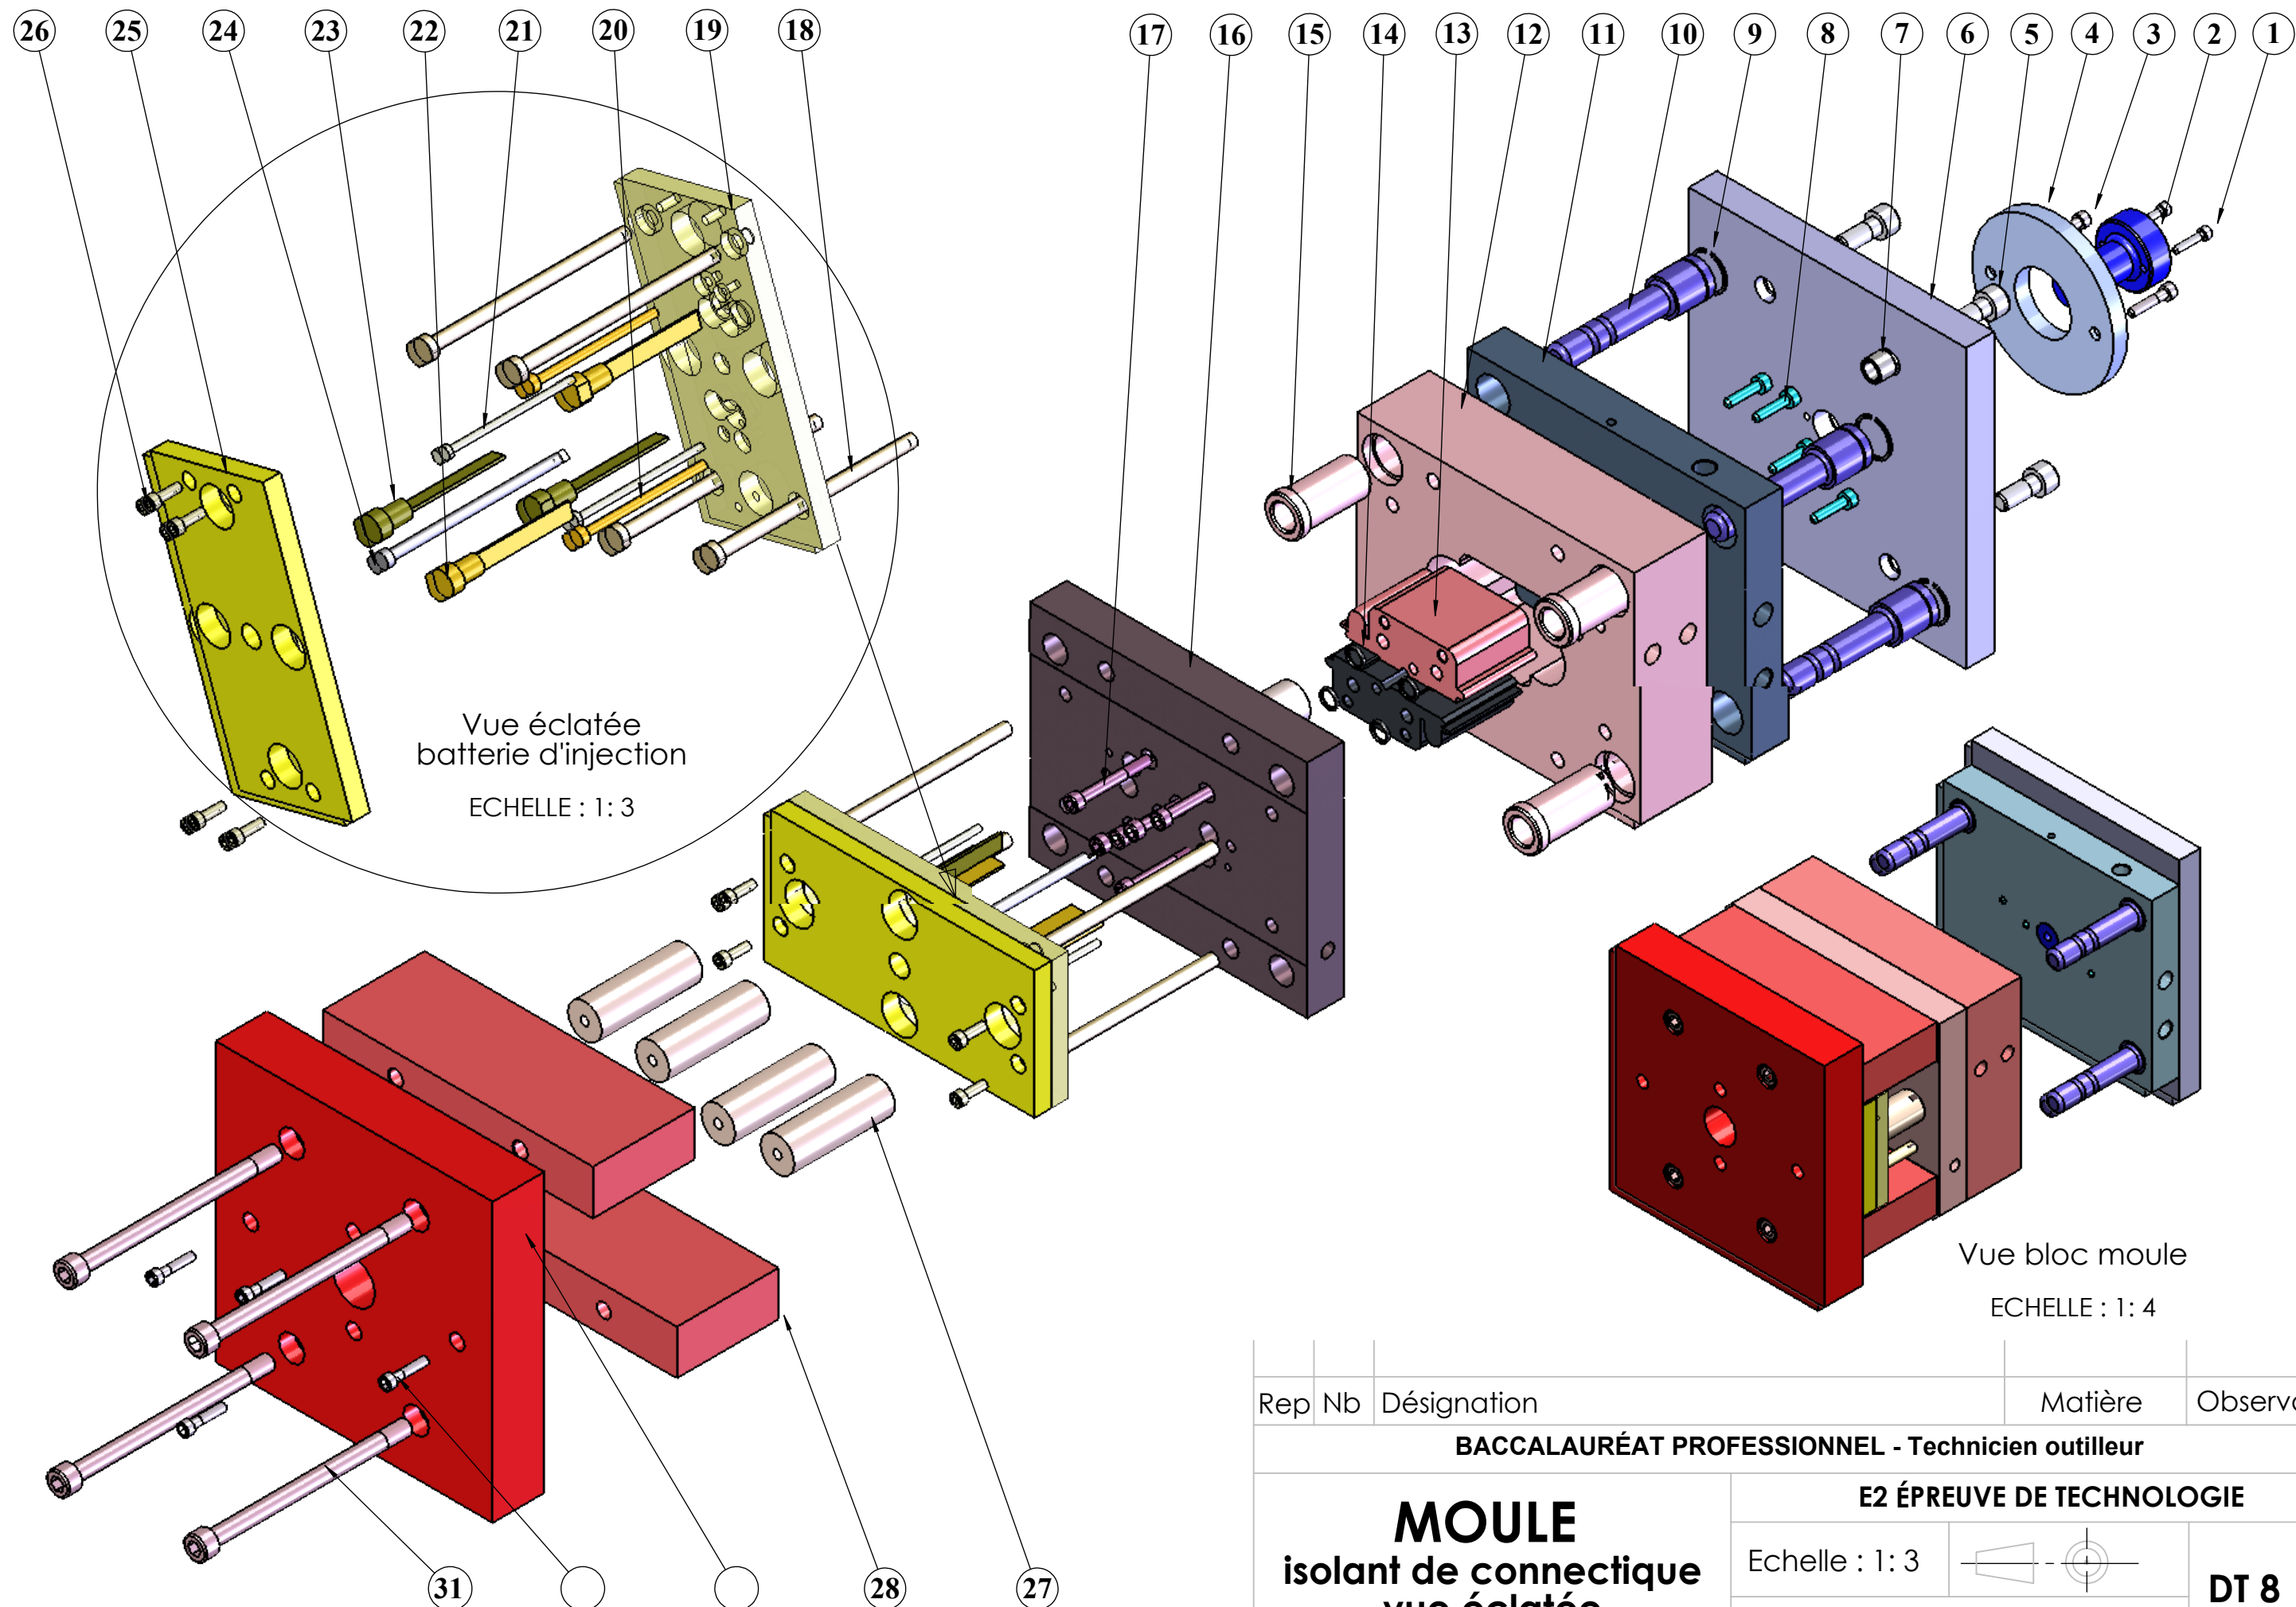 26 25 24 23 22 21 20 19 18 17 16 15 14 13 12 11 10 9 8 7 6 5 4 3 2 1
Vue éclatée
batterie d'injection
ECHELLE : 1: 3
Vue bloc moule
ECHELLE : 1: 4
31 28 27
Rep Nb Désignation Matière Observa
BACCALAURÉAT PROFESSIONNEL - Technicien outilleur
MOULE
isolant de connectique
vue éclatée
E2 ÉPREUVE DE TECHNOLOGIE
Echelle : 1: 3
DT 8